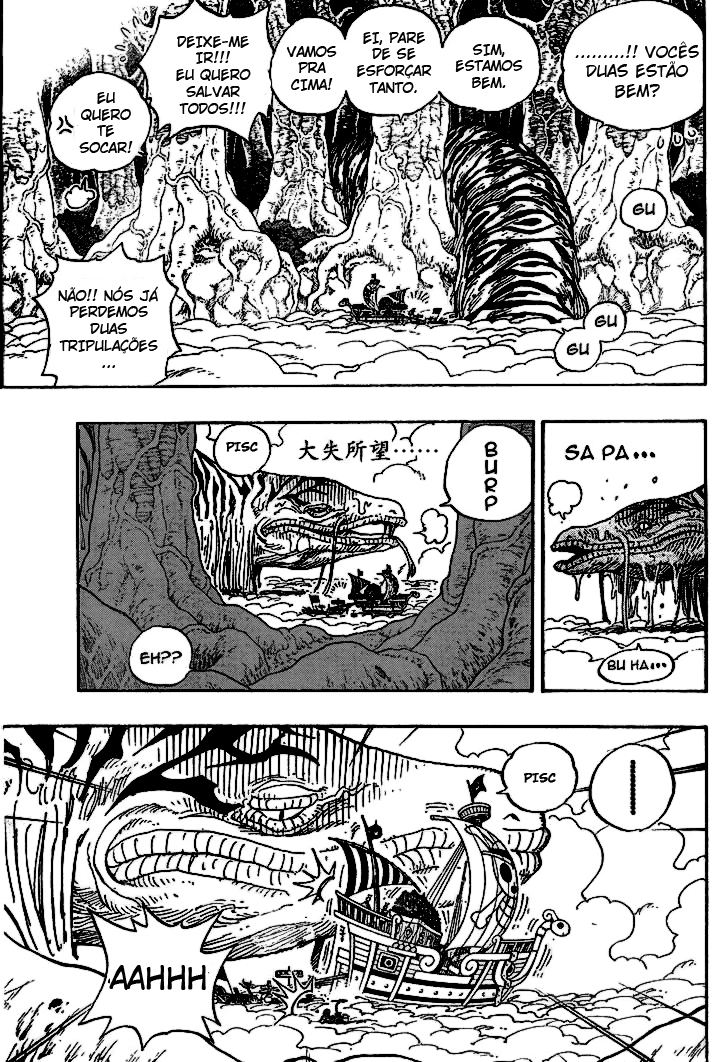 .........!! VOCÊS
DUAS ESTÃO
BEM?
SIM,
ESTAMOS
BEM.
EI, PARE
DE SE
ESFORÇAR
TANTO.
VAMOS
PRA
CIMA!
DEIXE-ME
IR!!!
EU QUERO
SALVAR
TODOS!!!
EU
QUERO
TE
SOCAR!
NÃO!! NÓS JÁ
PERDEMOS
DUAS
TRIPULAÇÕES
...
GU
GU
GU
SA PA...
BU HA...
BURP
大失所望……
PISC
EH??
.........
PISC
AAHHH